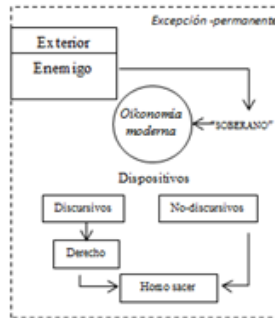 Excepción -permanente
Exterior
Enemigo
Oikonomía
moderna
"SOBERANO"
Dispositivos
Discursivos
No-discursivos
Derecho
Homo sacer